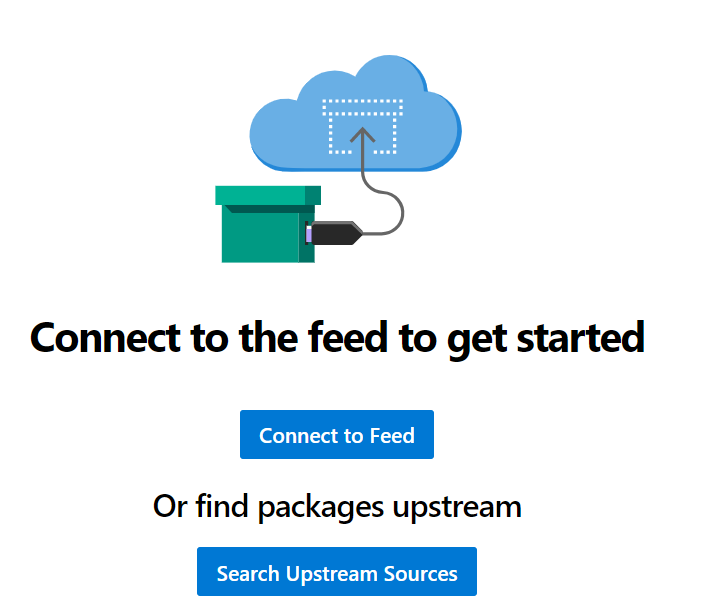 Connect to the feed to get started
Connect to Feed
Or find packages upstream
Search Upstream Sources